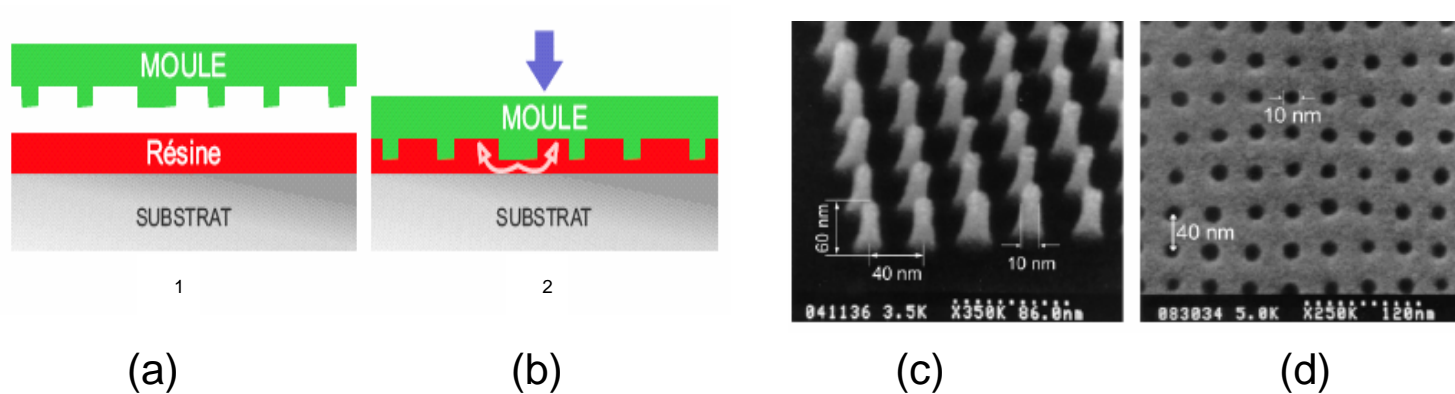 MOULE
Résine
SUBSTRAT
1
(a)
MOULE
SUBSTRAT
2
(b)
60 nm
40 nm
10 nm
041136 3.5K X350K 86.0nm
(c)
10 nm
40 nm
083034 5.0K X250K 120nm
(d)